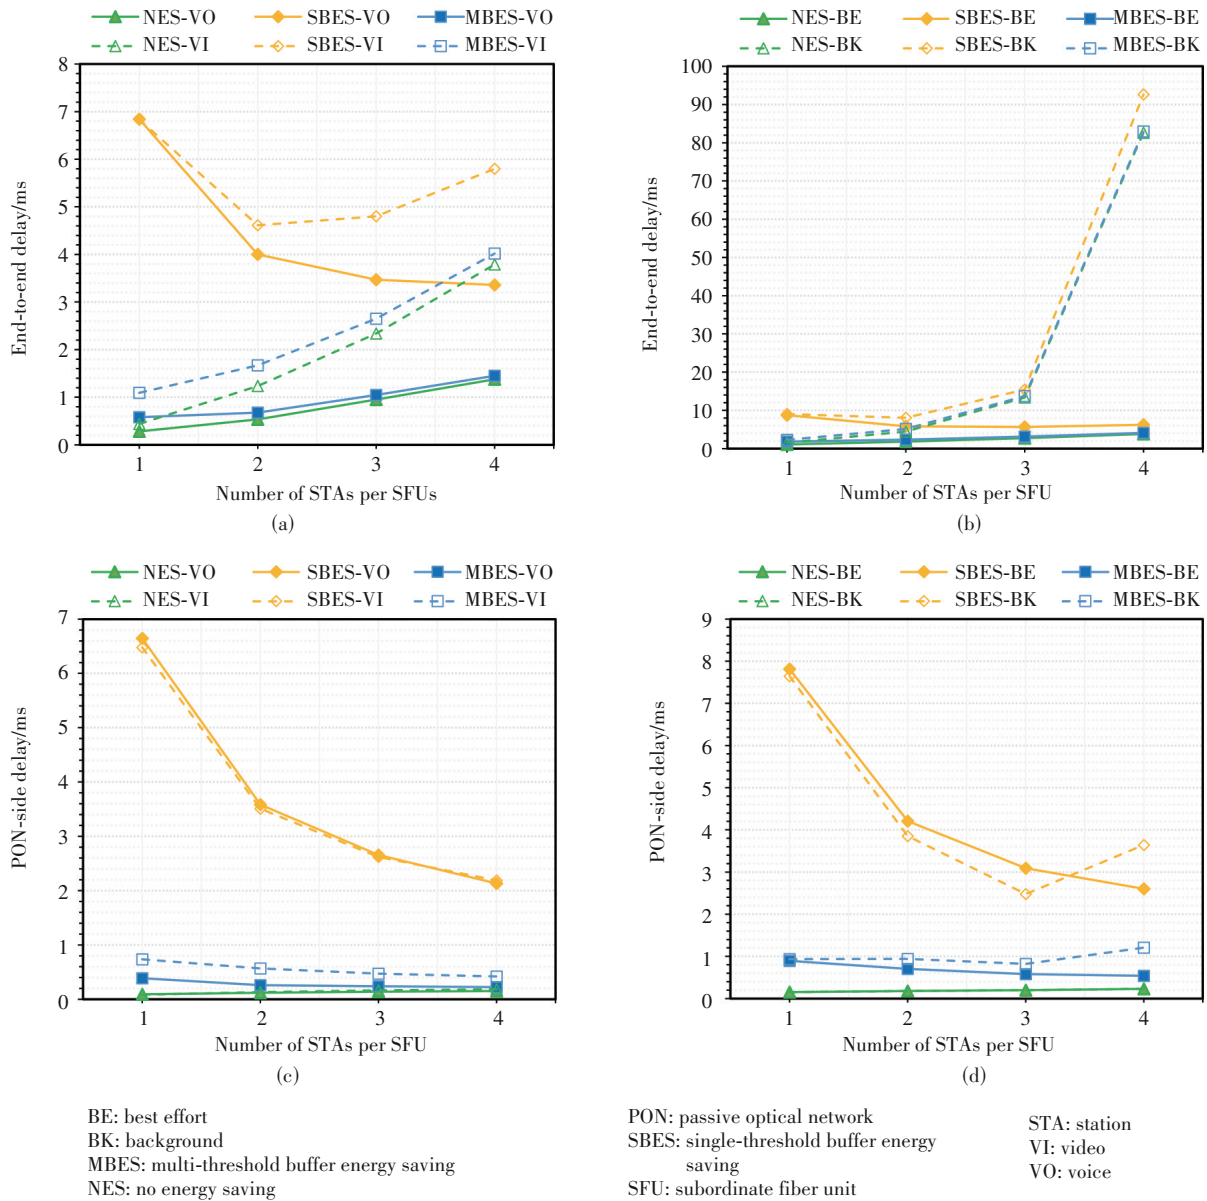 NES-VO SBES-VO MBES-VO
NES-VI SBES-VI MBES-VI
8
7
6
5
4
3
2
1
0
End-to-end delay/ms
1 2 3 4
Number of STAs per SFUs
(a)
NES-BE SBES-BE MBES-BE
NES-BK SBES-BK MBES-BK
100
90
80
70
60
50
40
30
20
10
0
End-to-end delay/ms
1 2 3 4
Number of STAs per SFU
(b)
NES-VO SBES-VO MBES-VO
NES-VI SBES-VI MBES-VI
7
6
5
4
3
2
1
0
PON-side delay/ms
1 2 3 4
Number of STAs per SFU
(c)
NES-BE SBES-BE MBES-BE
NES-BK SBES-BK MBES-BK
9
8
7
6
5
4
3
2
1
0
PON-side delay/ms
1 2 3 4
Number of STAs per SFU
(d)
BE: best effort
BK: background
MBES: multi-threshold buffer energy saving
NES: no energy saving
PON: passive optical network
SBES: single-threshold buffer energy
saving
SFU: subordinate fiber unit
STA: station
VI: video
VO: voice